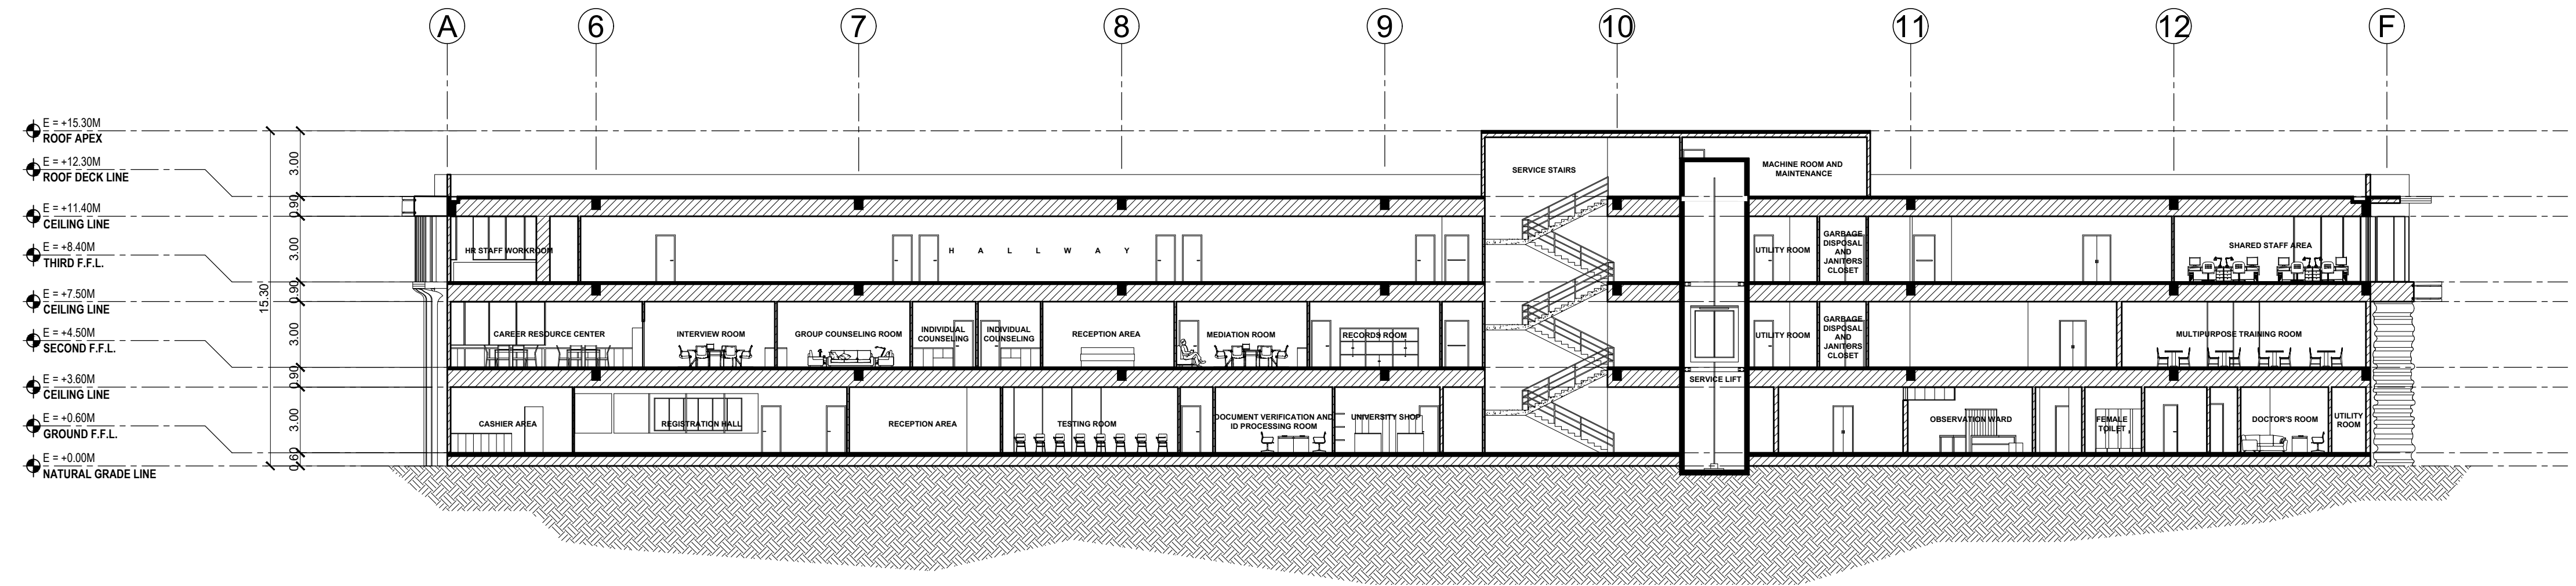 A 6 7 8 9 10 11 12 F
E = +15.30M
ROOF APEX
E = +12.30M
ROOF DECK LINE
E = +11.40M
CEILING LINE
E = +8.40M
THIRD F.F.L.
E = +7.50M
CEILING LINE
E = +4.50M
SECOND F.F.L.
E = +3.60M
CEILING LINE
E = +0.60M
GROUND F.F.L.
E = +0.00M
NATURAL GRADE LINE
15.30
3.00
0.90
3.00
0.90
3.00
0.90
3.00
0.60
SERVICE STAIRS
MACHINE ROOM AND
MAINTENANCE
HR STAFF WORKROOM
H A L L W A Y
UTILITY ROOM
GARBAGE
DISPOSAL
AND
JANITORS
CLOSET
SHARED STAFF AREA
CAREER RESOURCE CENTER
INTERVIEW ROOM
GROUP COUNSELING ROOM
INDIVIDUAL
COUNSELING
INDIVIDUAL
COUNSELING
RECEPTION AREA
MEDIATION ROOM
RECORDS ROOM
UTILITY ROOM
GARBAGE
DISPOSAL
AND
JANITORS
CLOSET
MULTIPURPOSE TRAINING ROOM
SERVICE LIFT
CASHIER AREA
REGISTRATION HALL
RECEPTION AREA
TESTING ROOM
DOCUMENT VERIFICATION AND
ID PROCESSING ROOM
UNIVERSITY SHOP
OBSERVATION WARD
FEMALE
TOILET
DOCTOR'S ROOM
UTILITY
ROOM